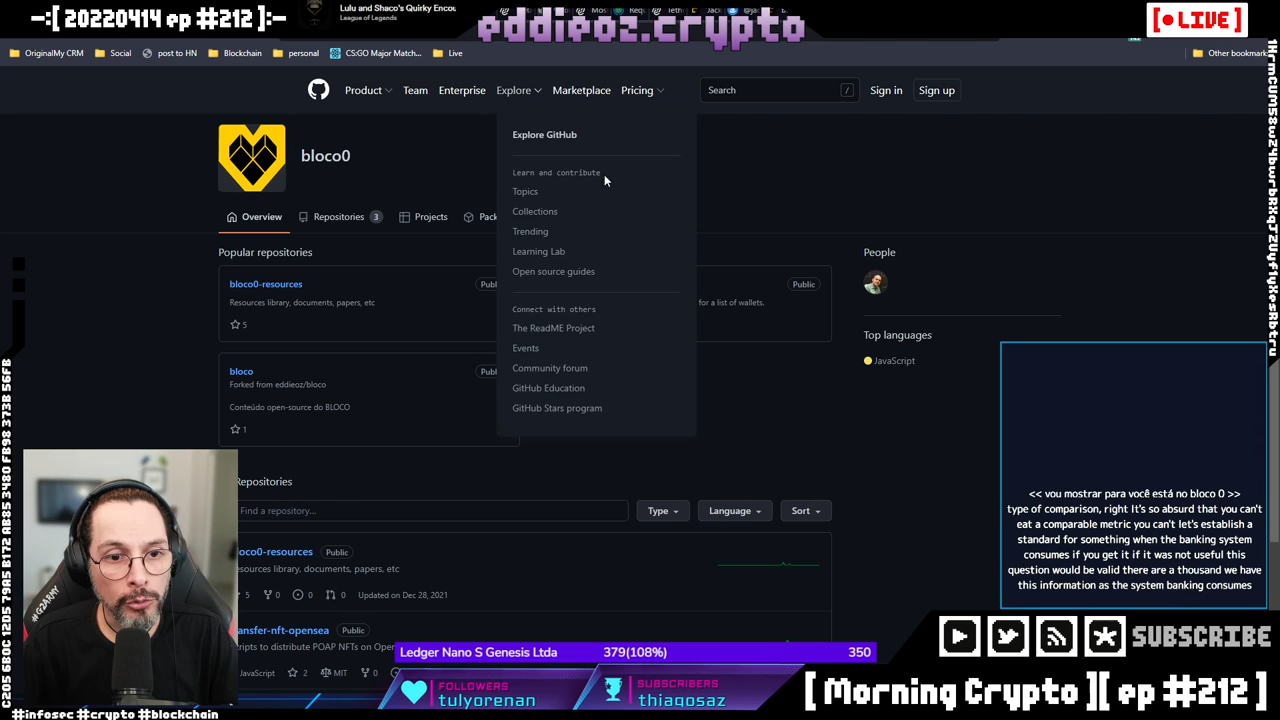 -:[ 20220414 ep #212 ]:-
Lulu and Shaco's Quirky Encou
League of Legends
eddieoz.crypto
[ ● LIVE ]
OriginalMy CRM
Social
post to HN
Blockchain
personal
CS:GO Major Match...
Live
Other bookmark
Product
Team
Enterprise
Explore
Marketplace
Pricing
Search
/
Sign in
Sign up
bloco0
Explore GitHub
Learn and contribute
Topics
Collections
Trending
Learning Lab
Open source guides
Connect with others
The ReadME Project
Events
Community forum
GitHub Education
GitHub Stars program
Overview
Repositories 3
Projects
Pack
Popular repositories
bloco0-resources
Publ
Resources library, documents, papers, etc
5
Public
for a list of wallets.
bloco
Publ
Forked from eddieoz/bloco
Conteúdo open-source do BLOCO
1
People
Top languages
JavaScript
Repositories
Find a repository...
Type
Language
Sort
loco0-resources
Public
esources library, documents, papers, etc
5
0
0
0
Updated on Dec 28, 2021
ansfer-nft-opensea
Public
cripts to distribute POAP NFTs on Open
JavaScript
2
MIT
<< vou mostrar para você está no bloco 0 >>
type of comparison, right It's so absurd that you can't
eat a comparable metric you can't let's establish a
standard for something when the banking system
consumes if you get it if it was not useful this
question would be valid there are a thousand we have
this information as the system banking consumes
Ledger Nano S Genesis Ltda
379(108%)
350
FOLLOWERS
tulyorenan
SUBSCRIBERS
thiagosaz
SUBSCRIBE
[ Morning Crypto ][ ep #212 ]
#infosec #crypto #blockchain